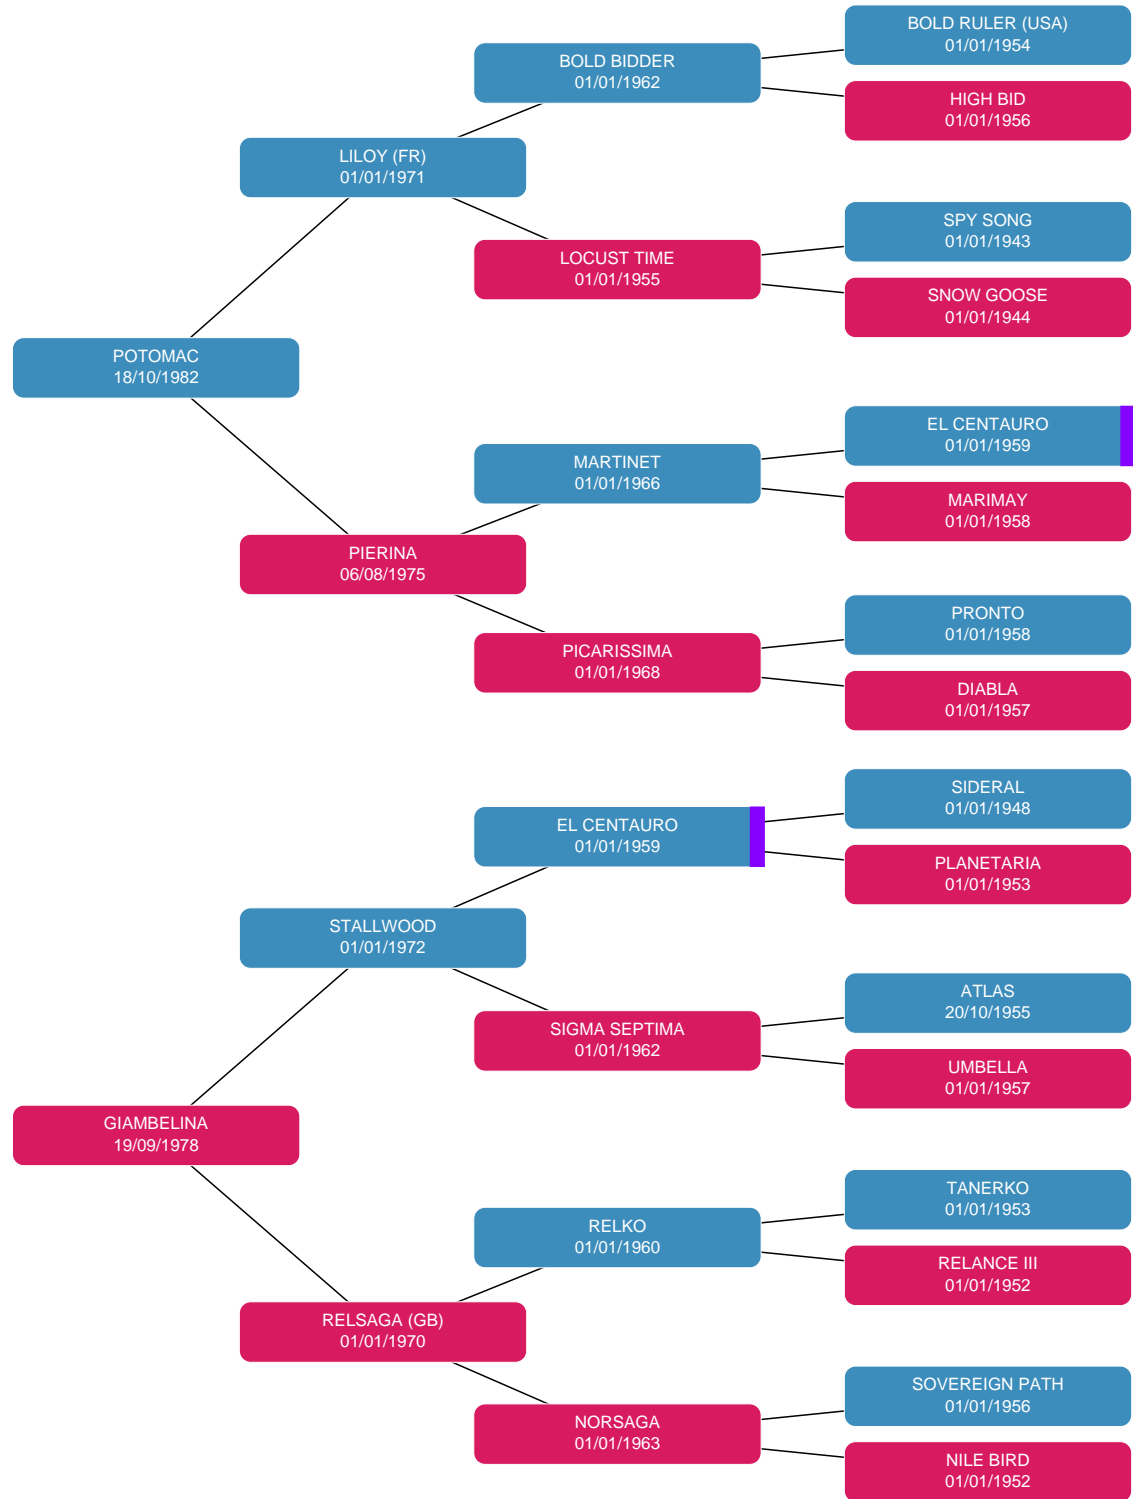 BOLD RULER (USA)
01/01/1954
BOLD BIDDER
01/01/1962
HIGH BID
01/01/1956
LILOY (FR)
01/01/1971
SPY SONG
01/01/1943
LOCUST TIME
01/01/1955
SNOW GOOSE
01/01/1944
POTOMAC
18/10/1982
EL CENTAURO
01/01/1959
MARTINET
01/01/1966
MARIMAY
01/01/1958
PIERINA
06/08/1975
PRONTO
01/01/1958
PICARISSIMA
01/01/1968
DIABLA
01/01/1957
SIDERAL
01/01/1948
EL CENTAURO
01/01/1959
PLANETARIA
01/01/1953
STALLWOOD
01/01/1972
ATLAS
20/10/1955
SIGMA SEPTIMA
01/01/1962
UMBELLA
01/01/1957
GIAMBELINA
19/09/1978
TANERKO
01/01/1953
RELKO
01/01/1960
RELANCE III
01/01/1952
RELSAGA (GB)
01/01/1970
SOVEREIGN PATH
01/01/1956
NORSAGA
01/01/1963
NILE BIRD
01/01/1952